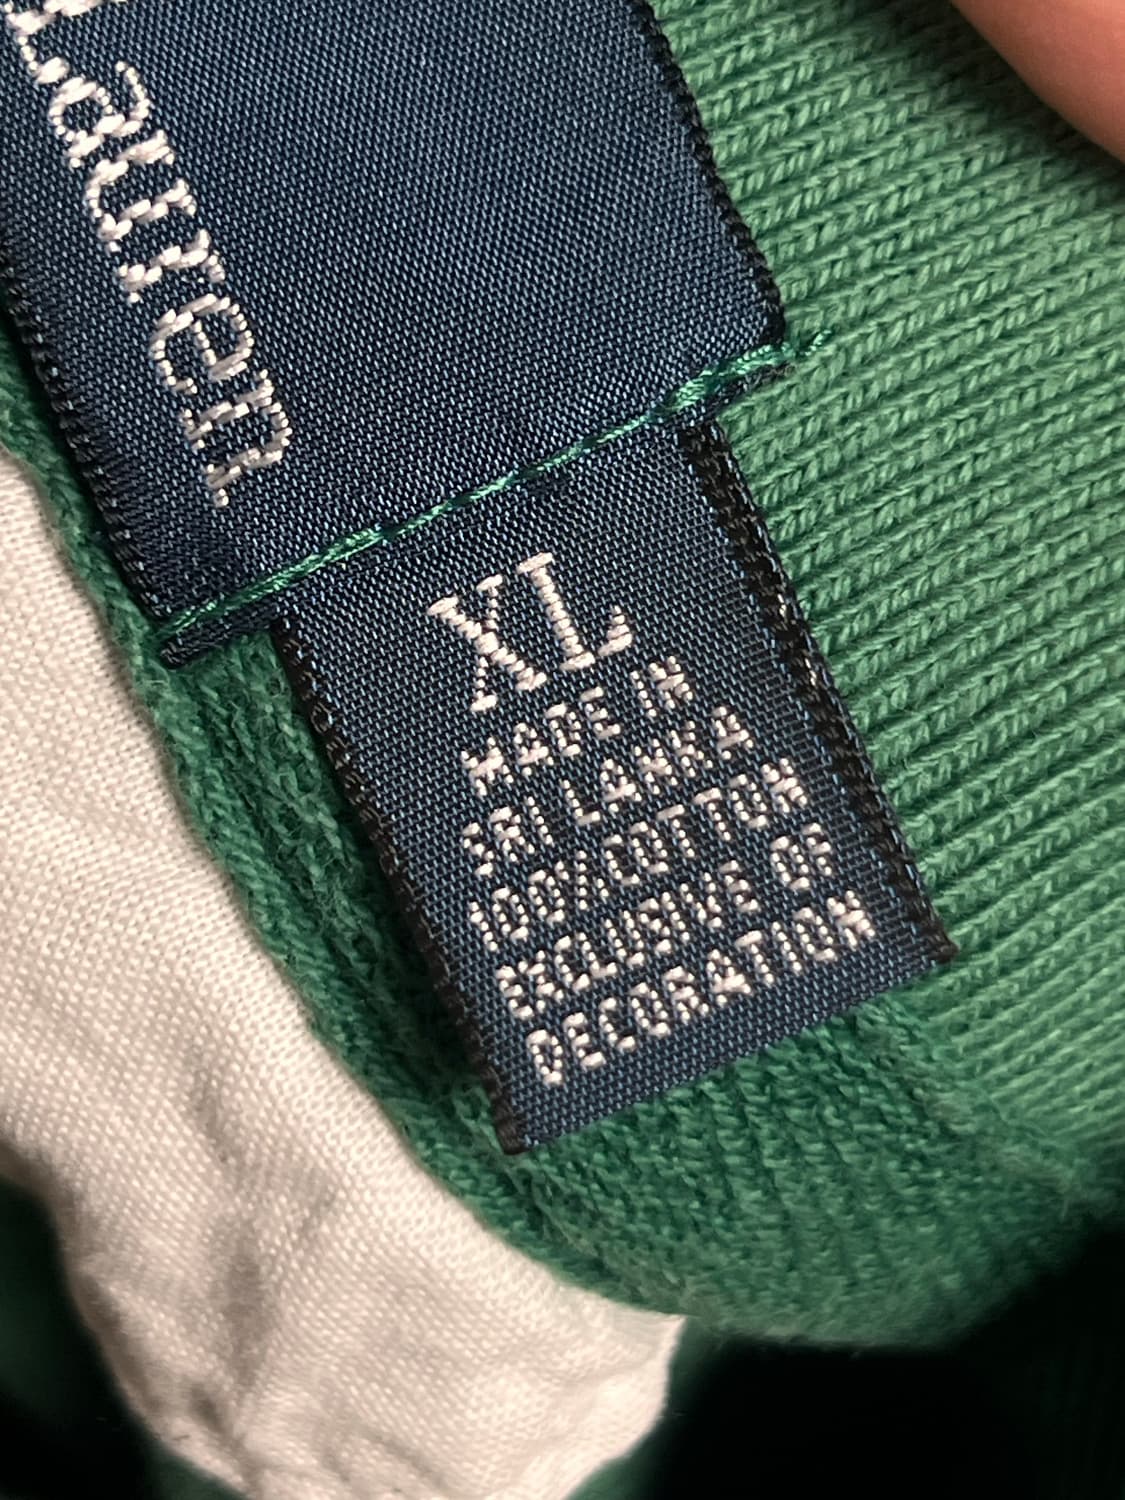 Lauren
XL
MADE IN
SRI LANKA
100% COTTON
EXCLUSIVE OF
DECORATION